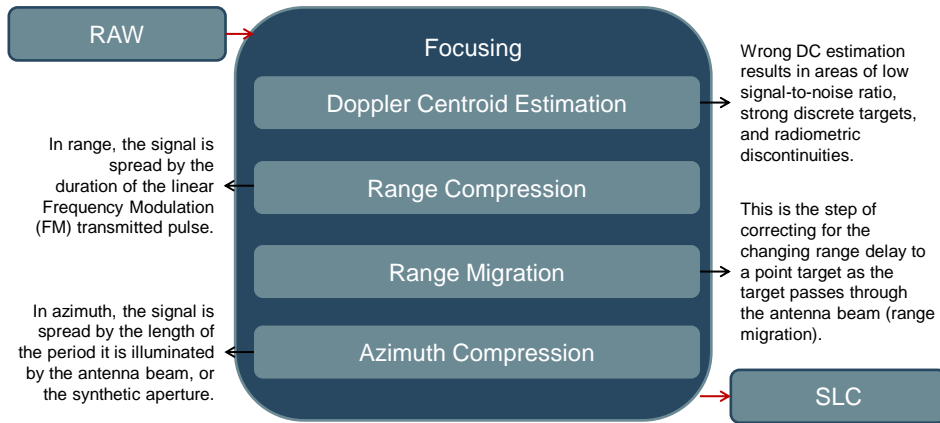 RAW
Focusing
Doppler Centroid Estimation
Wrong DC estimation
results in areas of low
signal-to-noise ratio,
strong discrete targets,
and radiometric
discontinuities.
In range, the signal is
spread by the
duration of the linear
Frequency Modulation
(FM) transmitted pulse.
Range Compression
Range Migration
This is the step of
correcting for the
changing range delay to
a point target as the
target passes through
the antenna beam (range
migration).
In azimuth, the signal is
spread by the length of
the period it is illuminated
by the antenna beam, or
the synthetic aperture.
Azimuth Compression
SLC